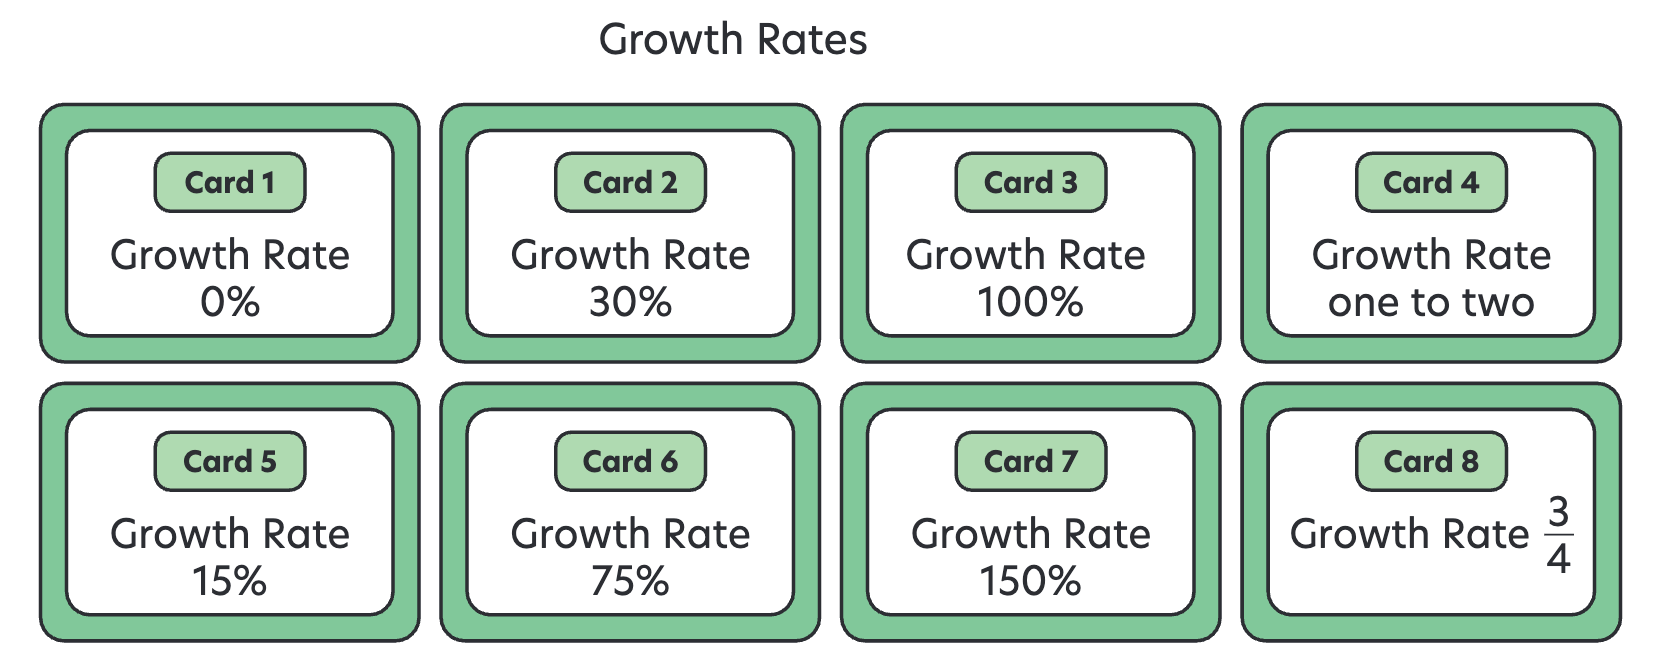 Growth Rates
Card 1
Growth Rate
0%
Card 2
Growth Rate
30%
Card 3
Growth Rate
100%
Card 4
Growth Rate
one to two
Card 5
Growth Rate
15%
Card 6
Growth Rate
75%
Card 7
Growth Rate
150%
Card 8
Growth Rate 3/4